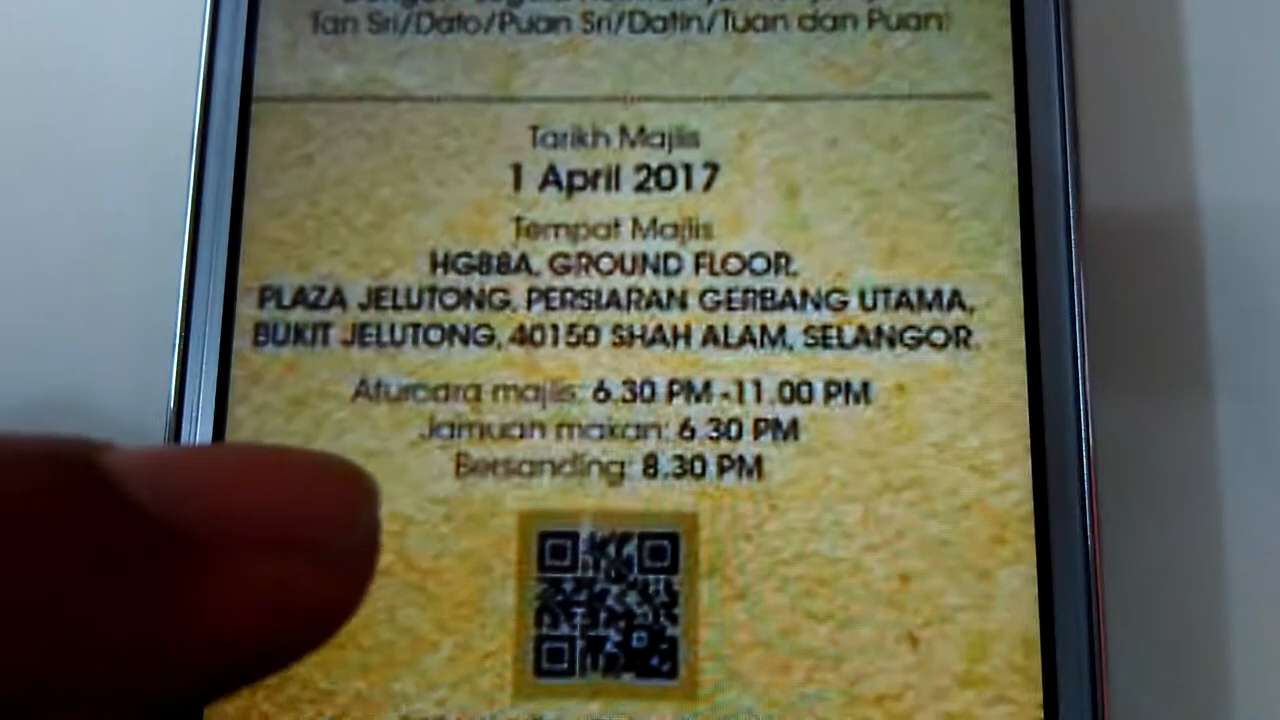 Tan Sri/Dato/Puan Sri/Datin/Tuan dan Puan:
Tarikh Majlis
1 April 2017
Tempat Majlis
HG88A, GROUND FLOOR,
PLAZA JELUTONG, PERSIARAN GERBANG UTAMA,
BUKIT JELUTONG, 40150 SHAH ALAM, SELANGOR.
Aturcara majlis: 6.30 PM -11.00 PM
Jamuan makan: 6.30 PM
Bersanding: 8.30 PM